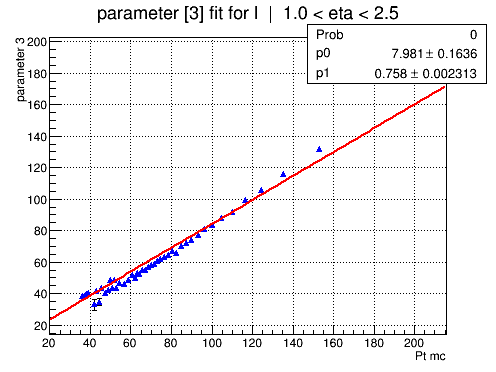 parameter [3] fit for l | 1.0 < eta < 2.5
Prob 0
p0 7.981 ± 0.1636
p1 0.758 ± 0.002313
parameter 3
200
180
160
140
120
100
80
60
40
20
20 40 60 80 100 120 140 160 180 200
Pt mc